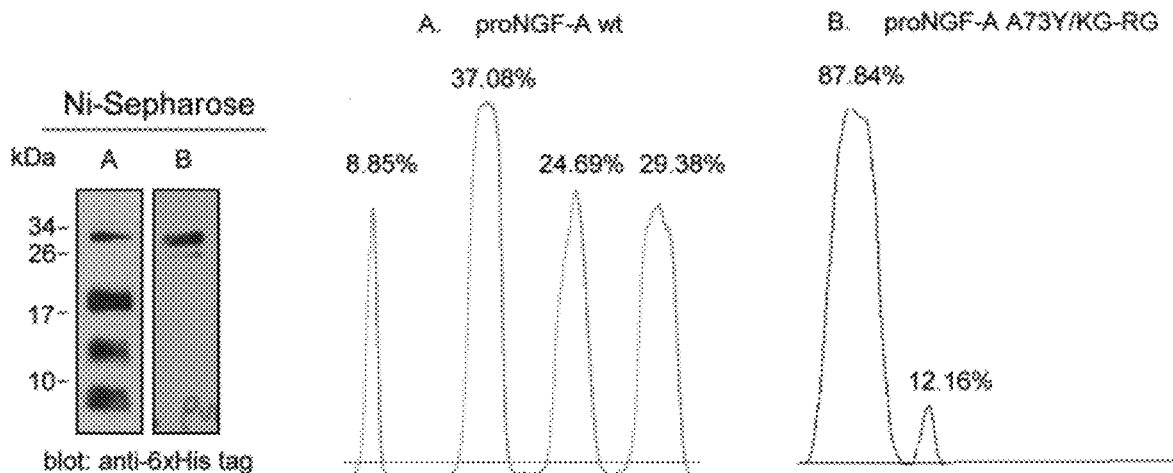 Ni-Sepharose
kDa A B
34-
26-
17-
10-
blot: anti-6xHis tag
A. proNGF-A wt
37.08%
8.85%
24.69%
29.38%
B. proNGF-A A73Y/KG-RG
87.84%
12.16%